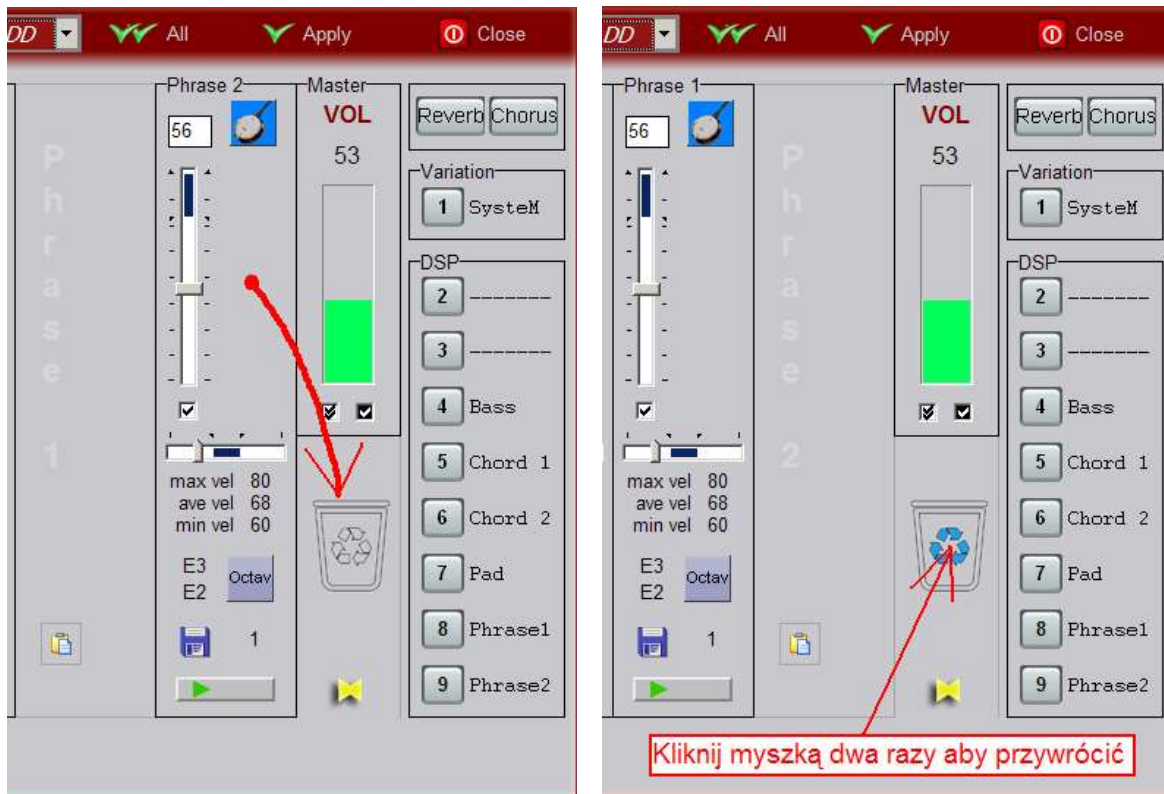 DD All Apply Close
Phrase 2 Master
VOL
56
53
Reverb Chorus
Variation
1 SysteM
DSP
2 -------
3 -------
4 Bass
5 Chord 1
6 Chord 2
7 Pad
8 Phrase1
9 Phrase2
Phrase 1
max vel 80
ave vel 68
min vel 60
E3
E2
Octav
1
DD All Apply Close
Phrase 1 Master
VOL
56
53
Reverb Chorus
Variation
1 SysteM
DSP
2 -------
3 -------
4 Bass
5 Chord 1
6 Chord 2
7 Pad
8 Phrase1
9 Phrase2
Phrase 2
max vel 80
ave vel 68
min vel 60
E3
E2
Octav
1
Kliknij myszką dwa razy aby przywrócić